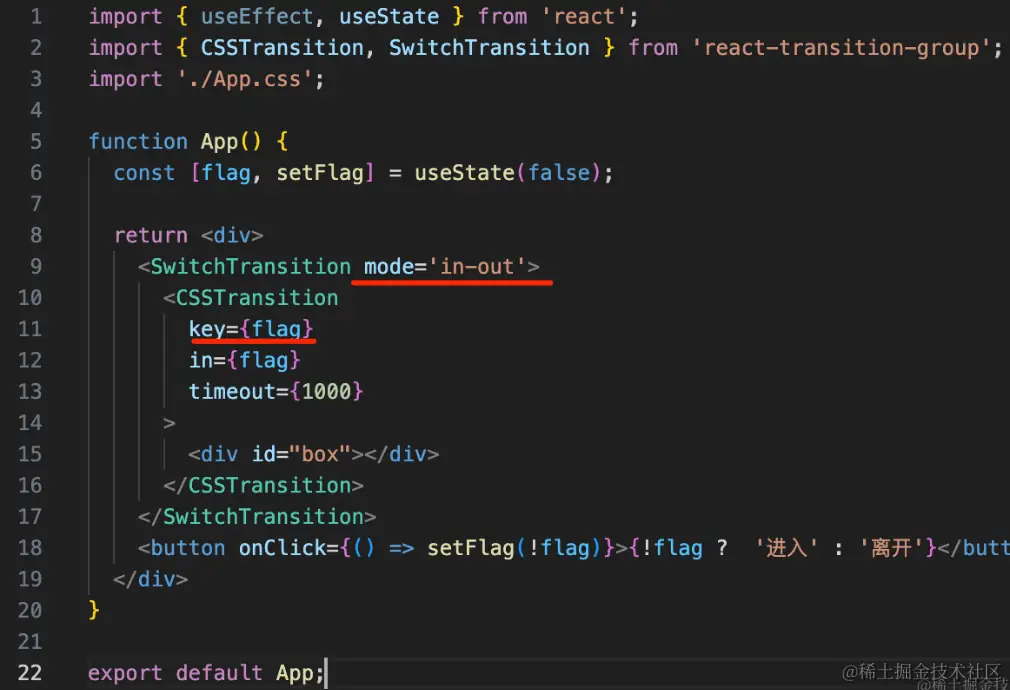 1 import { useEffect, useState } from 'react';
2 import { CSSTransition, SwitchTransition } from 'react-transition-group';
3 import './App.css';
4
5 function App() {
6 const [flag, setFlag] = useState(false);
7
8 return <div>
9 <SwitchTransition mode='in-out'>
10 <CSSTransition
11 key={flag}
12 in={flag}
13 timeout={1000}
14 >
15 <div id="box"></div>
16 </CSSTransition>
17 </SwitchTransition>
18 <button onClick={() => setFlag(!flag)}>{!flag ? '进入' : '离开'}</butt
19 </div>
20 }
21
22 export default App;
@稀土掘金技术社区
@稀土掘金技